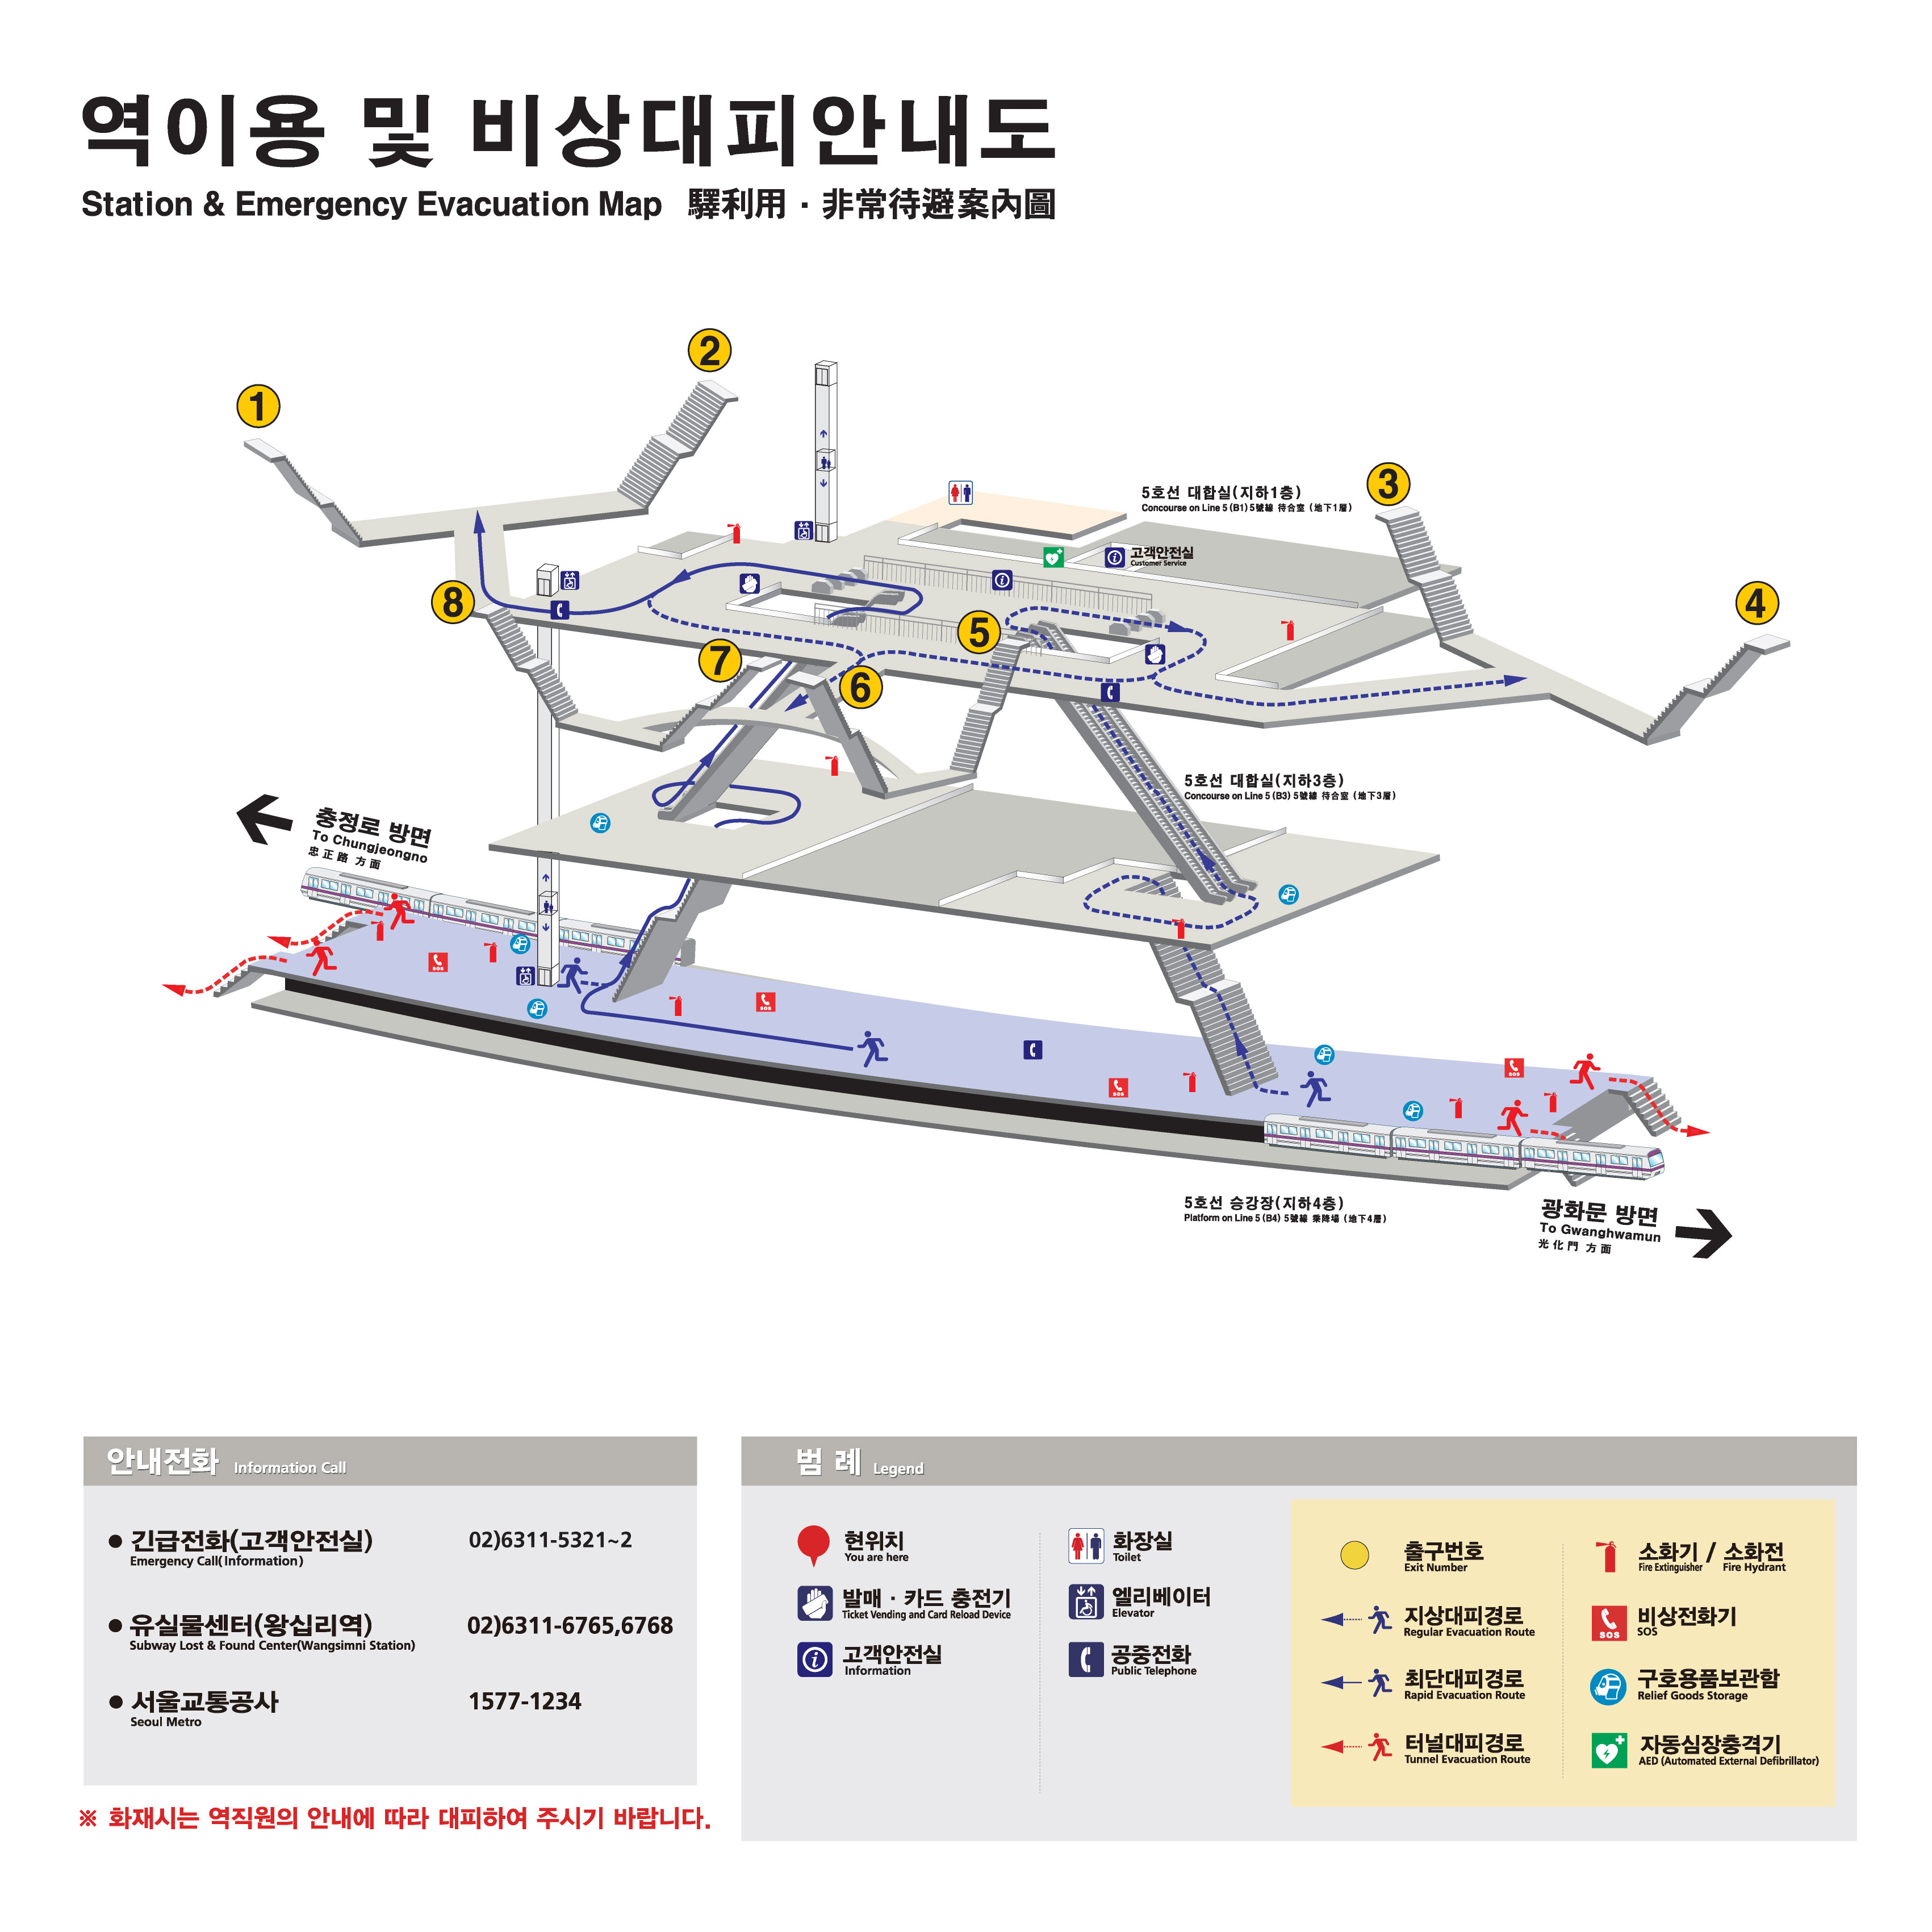 역이용 및 비상대피안내도
Station & Emergency Evacuation Map 驛利用 · 非常待避案內圖
1
2
3
4
5호선 대합실(지하1층)
Concourse on Line 5 (B1) 5號線 待合室 (地下1層)
고객안전실
Customer Service
8
7
5
6
5호선 대합실(지하3층)
Concourse on Line 5 (B3) 5號線 待合室 (地下3層)
충정로 방면
To Chungjeongno
忠正路 方面
SOS
SOS
SOS
SOS
5호선 승강장(지하4층)
Platform on Line 5 (B4) 5號線 乘降場 (地下4層)
광화문 방면
To Gwanghwamun
光化門 方面
안내전화 Information Call
● 긴급전화(고객안전실) 02)6311-5321~2
Emergency Call(Information)
● 유실물센터(왕십리역) 02)6311-6765,6768
Subway Lost & Found Center(Wangsimni Station)
● 서울교통공사 1577-1234
Seoul Metro
※ 화재시는 역직원의 안내에 따라 대피하여 주시기 바랍니다.
범 례 Legend
현위치
You are here
발매 · 카드 충전기
Ticket Vending and Card Reload Device
고객안전실
Information
화장실
Toilet
엘리베이터
Elevator
공중전화
Public Telephone
출구번호
Exit Number
지상대피경로
Regular Evacuation Route
최단대피경로
Rapid Evacuation Route
터널대피경로
Tunnel Evacuation Route
소화기 / 소화전
Fire Extinguisher Fire Hydrant
SOS
비상전화기
SOS
구호용품보관함
Relief Goods Storage
자동심장충격기
AED (Automated External Defibrillator)